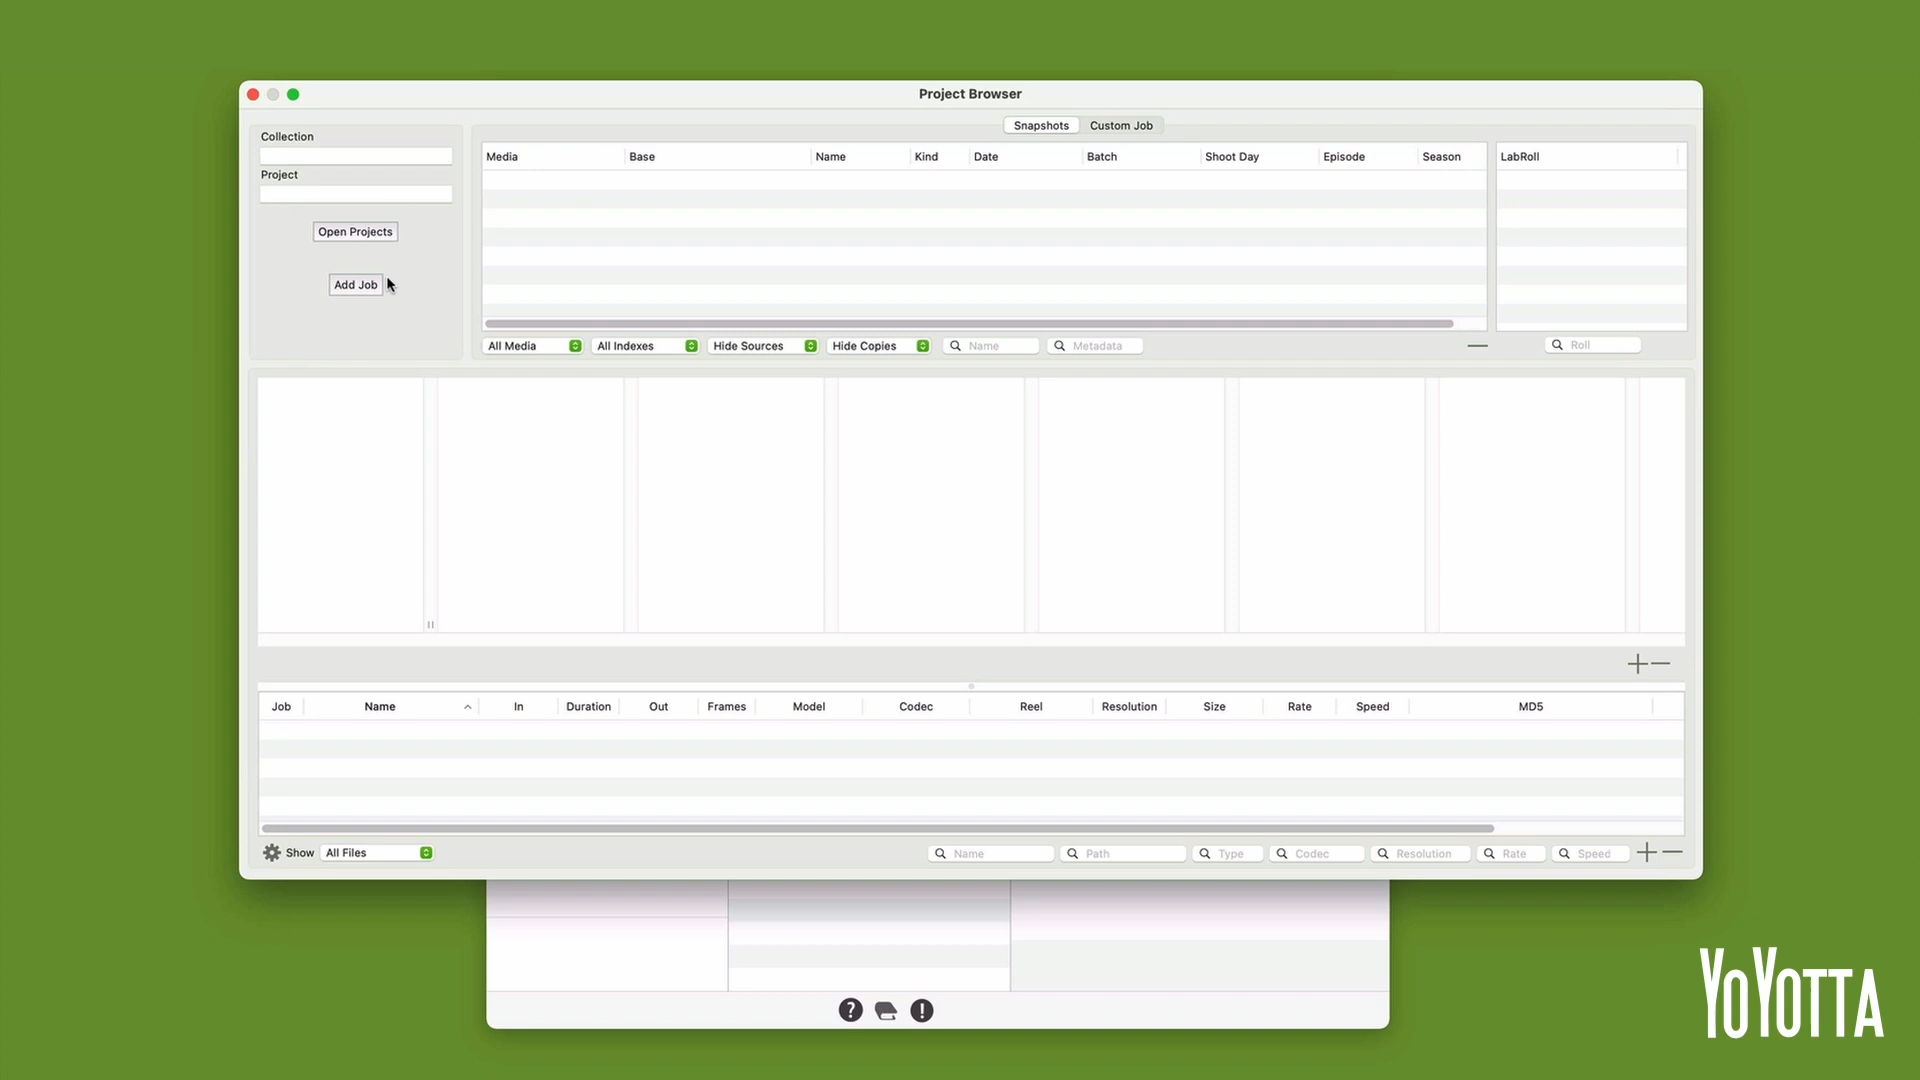 Project Browser
Collection
Project
Open Projects
Add Job
Snapshots Custom Job
Media Base Name Kind Date Batch Shoot Day Episode Season LabRoll
All Media All Indexes Hide Sources Hide Copies Name Metadata Roll
Job Name In Duration Out Frames Model Codec Reel Resolution Size Rate Speed MD5
Show All Files Name Path Type Codec Resolution Rate Speed
YOYOTTA